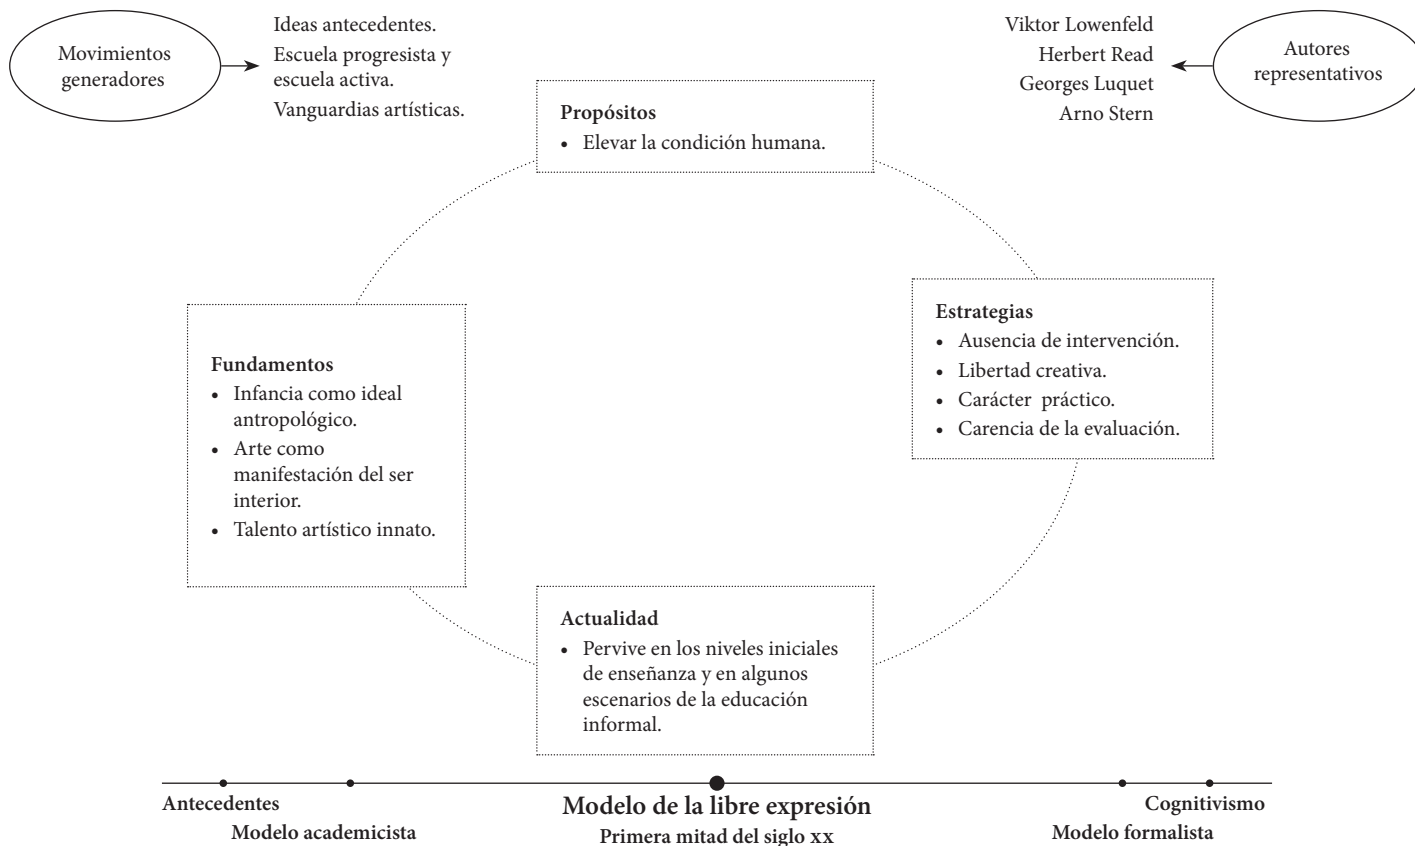 Movimientos
generadores
Ideas antecedentes.
Escuela progresista y
escuela activa.
Vanguardias artísticas.
Viktor Lowenfeld
Herbert Read
Georges Luquet
Arno Stern
Autores
representativos
Propósitos
• Elevar la condición humana.
Fundamentos
• Infancia como ideal
antropológico.
• Arte como
manifestación del ser
interior.
• Talento artístico innato.
Estrategias
• Ausencia de intervención.
• Libertad creativa.
• Carácter práctico.
• Carencia de la evaluación.
Actualidad
• Pervive en los niveles iniciales
de enseñanza y en algunos
escenarios de la educación
informal.
Antecedentes
Modelo academicista
Modelo de la libre expresión
Primera mitad del siglo XX
Cognitivismo
Modelo formalista